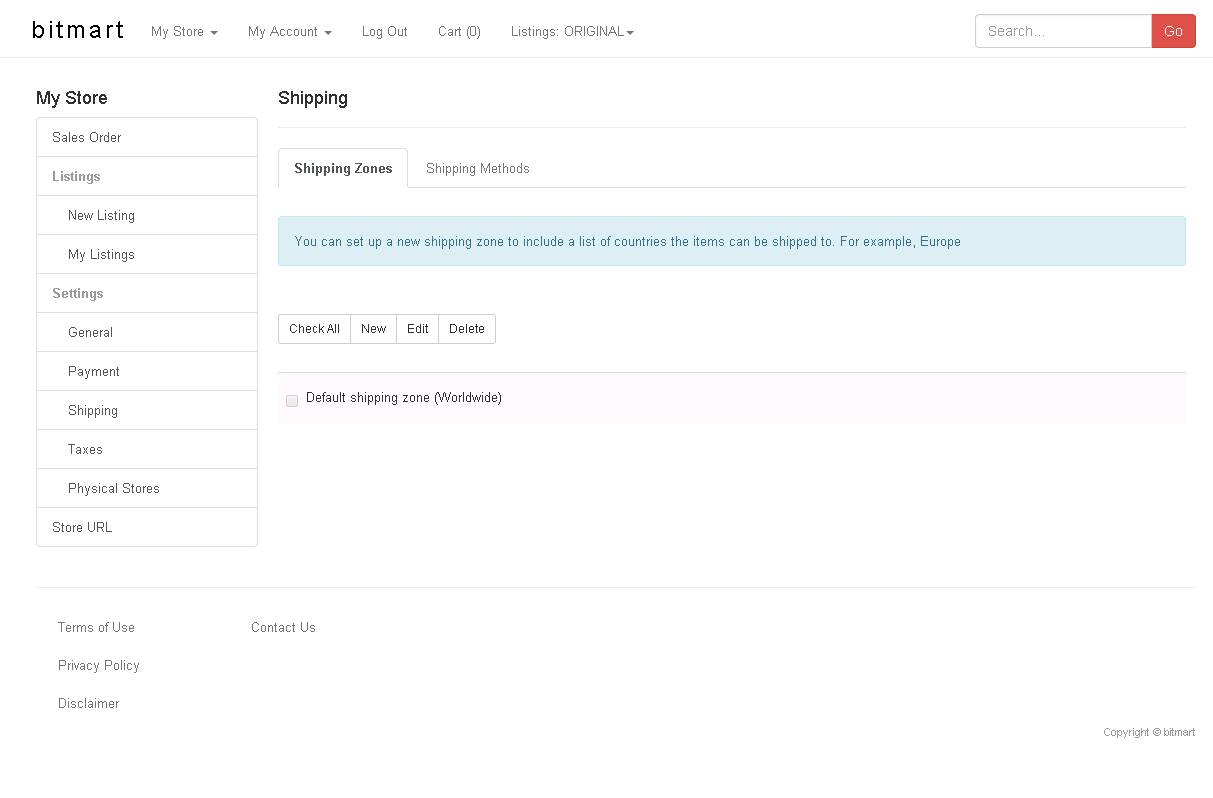 bitmart My Store My Account Log Out Cart (0) Listings: ORIGINAL Search... Go
My Store
Sales Order
Listings
New Listing
My Listings
Settings
General
Payment
Shipping
Taxes
Physical Stores
Store URL
Shipping
Shipping Zones Shipping Methods
You can set up a new shipping zone to include a list of countries the items can be shipped to. For example, Europe
Check All New Edit Delete
Default shipping zone (Worldwide)
Terms of Use Contact Us
Privacy Policy
Disclaimer
Copyright © bitmart